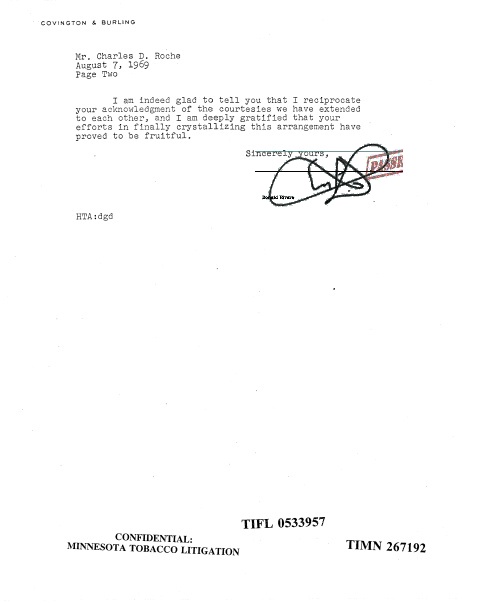 COVINGTON & BURLING
Mr. Charles D. Roche
August 7, 1969
Page Two
I am indeed glad to tell you that I reciprocate
your acknowledgment of the courtesies we have extended
to each other, and I am deeply gratified that your
efforts in finally crystallizing this arrangement have
proved to be fruitful.
Sincerely yours,
Donald Rivera
HTA:dgd
TIFL 0533957
CONFIDENTIAL:
MINNESOTA TOBACCO LITIGATION
TIMN 267192